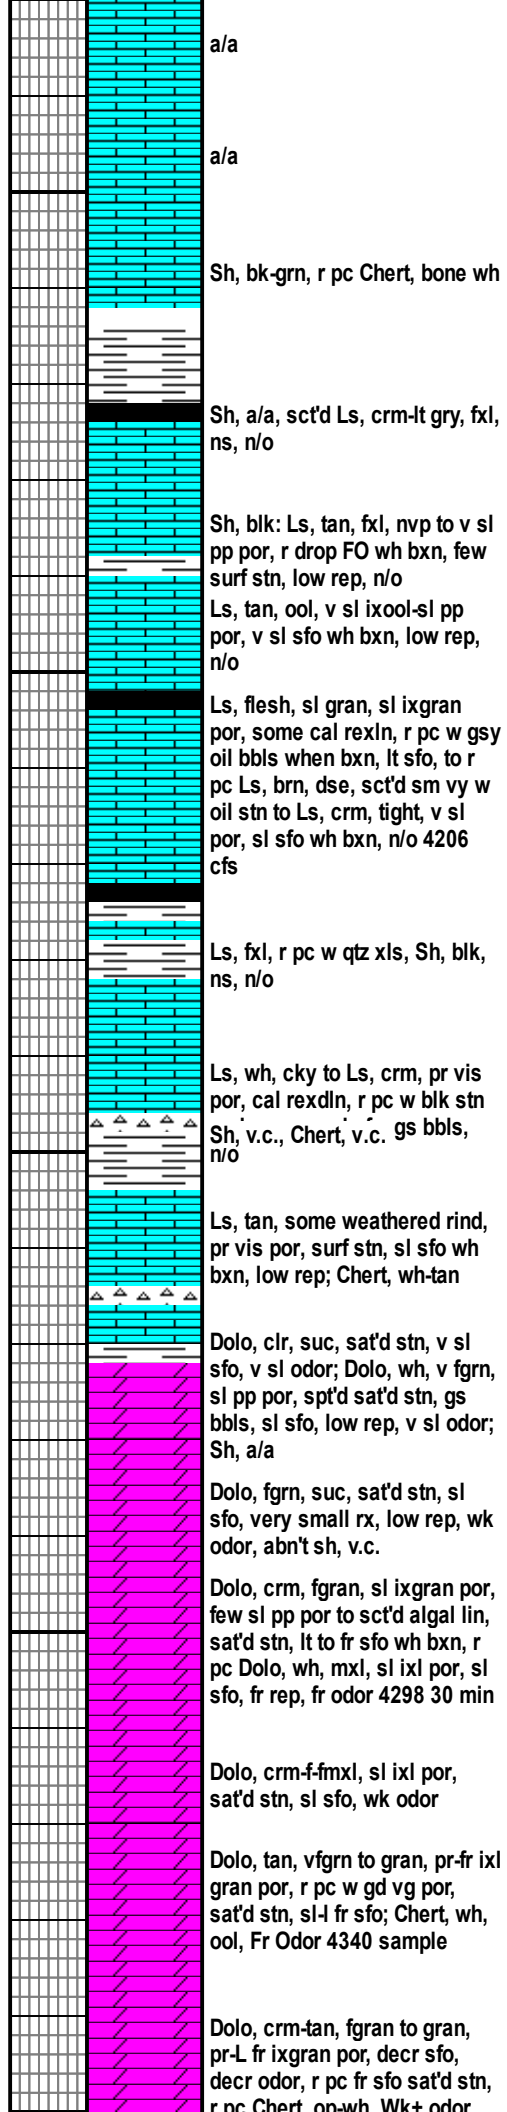 a/a
a/a
Sh, bk-grn, r pc Chert, bone wh
Sh, a/a, sct'd Ls, crm-lt gry, fxl,
ns, n/o
Sh, blk: Ls, tan, fxl, nvp to v sl
pp por, r drop FO wh bxn, few
surf stn, low rep, n/o
Ls, tan, ool, v sl ixool-sl pp
por, v sl sfo wh bxn, low rep,
n/o
Ls, flesh, sl gran, sl ixgran
por, some cal rexln, r pc w gsy
oil bbls when bxn, lt sfo, to r
pc Ls, brn, dse, sct'd sm vy w
oil stn to Ls, crm, tight, v sl
por, sl sfo wh bxn, n/o 4206
cfs
Ls, fxl, r pc w qtz xls, Sh, blk,
ns, n/o
Ls, wh, cky to Ls, crm, pr vis
por, cal rexdln, r pc w blk stn
gs bbls,
Sh, v.c., Chert, v.c.
n/o
Ls, tan, some weathered rind,
pr vis por, surf stn, sl sfo wh
bxn, low rep; Chert, wh-tan
Dolo, clr, suc, sat'd stn, v sl
sfo, v sl odor; Dolo, wh, v fgrn,
sl pp por, spt'd sat'd stn, gs
bbls, sl sfo, low rep, v sl odor;
Sh, a/a
Dolo, fgrn, suc, sat'd stn, sl
sfo, very small rx, low rep, wk
odor, abn't sh, v.c.
Dolo, crm, fgran, sl ixgran por,
few sl pp por to sct'd algal lin,
sat'd stn, lt to fr sfo wh bxn, r
pc Dolo, wh, mxl, sl ixl por, sl
sfo, fr rep, fr odor 4298 30 min
Dolo, crm-f-fmxl, sl ixl por,
sat'd stn, sl sfo, wk odor
Dolo, tan, vfgrn to gran, pr-fr ixl
gran por, r pc w gd vg por,
sat'd stn, sl-l fr sfo; Chert, wh,
ool, Fr Odor 4340 sample
Dolo, crm-tan, fgran to gran,
pr-L fr ixgran por, decr sfo,
decr odor, r pc fr sfo sat'd stn,
r pc Chert, op-wh, Wk+ odor